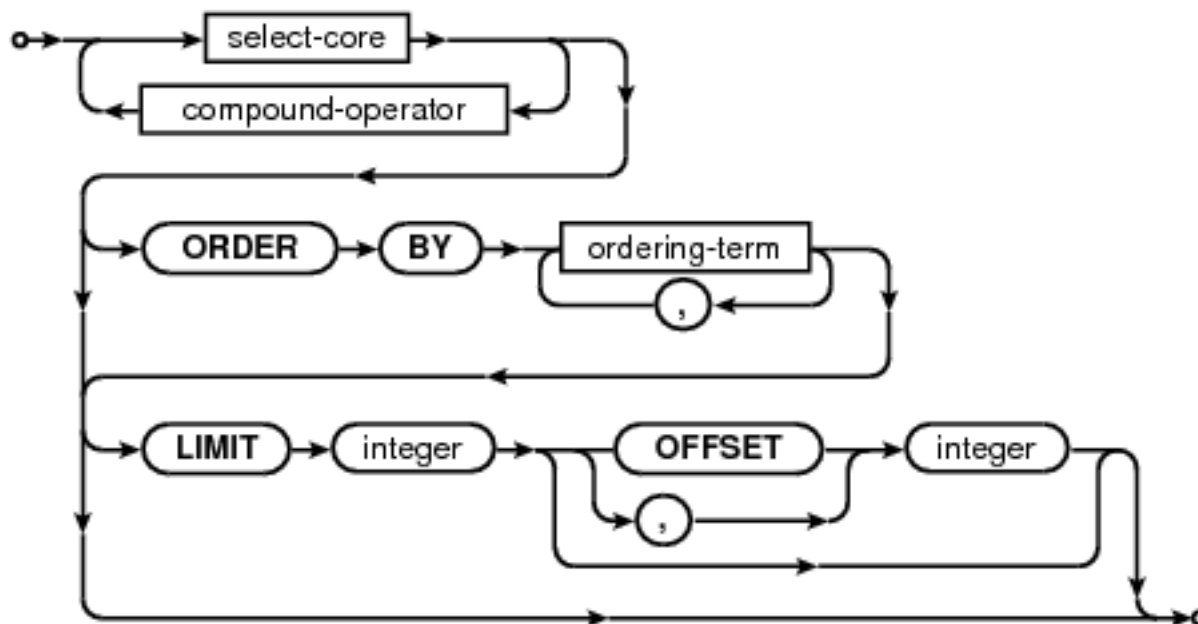 select-core
compound-operator
ORDER BY ordering-term
,
LIMIT integer OFFSET integer
,